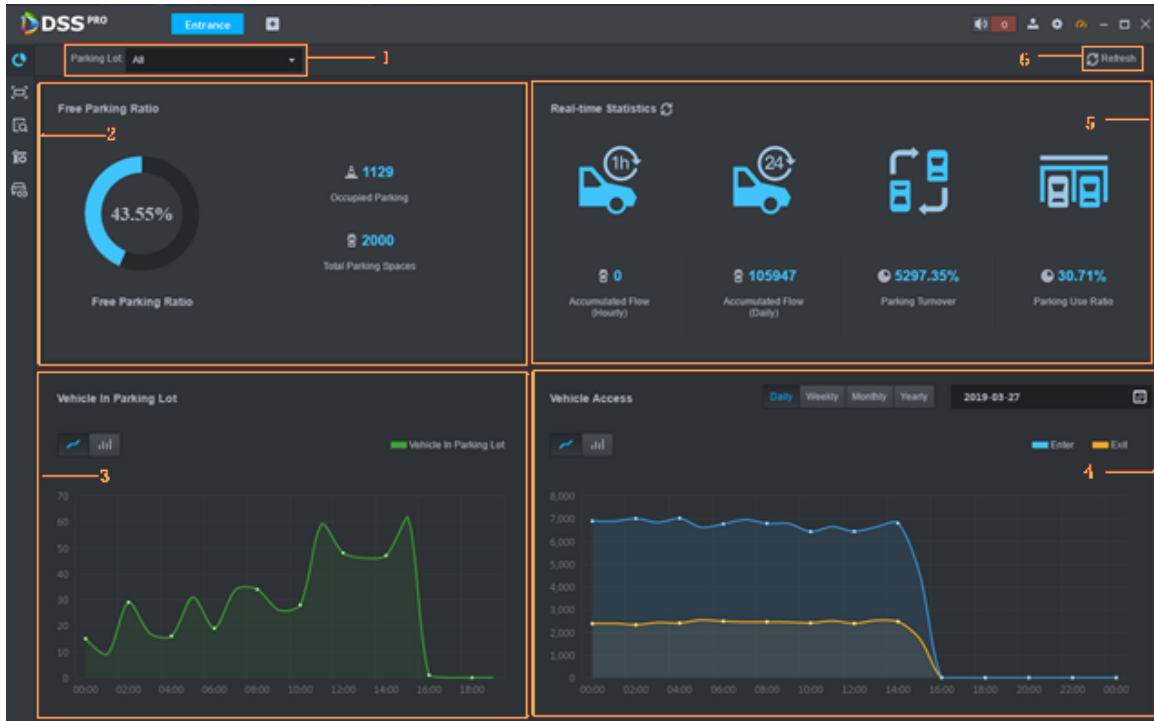 DSS PRO Entrance 0
Parking Lot: All 1 6 Refresh
Free Parking Ratio
2
43.55%
1129
Occupied Parking
2000
Total Parking Spaces
Free Parking Ratio
Real-time Statistics
5
1h 24
0 105947 5297.35% 30.71%
Accumulated Flow (Hourly) Accumulated Flow (Daily) Parking Turnover Parking Use Ratio
Vehicle In Parking Lot
Vehicle In Parking Lot
3
70
60
50
40
30
20
10
0
00:00 02:00 04:00 06:00 08:00 10:00 12:00 14:00 16:00 18:00
Vehicle Access Daily Weekly Monthly Yearly 2019-03-27
Enter Exit
4
8,000
7,000
6,000
5,000
4,000
3,000
2,000
1,000
0
00:00 02:00 04:00 06:00 08:00 10:00 12:00 14:00 16:00 18:00 20:00 22:00 00:00